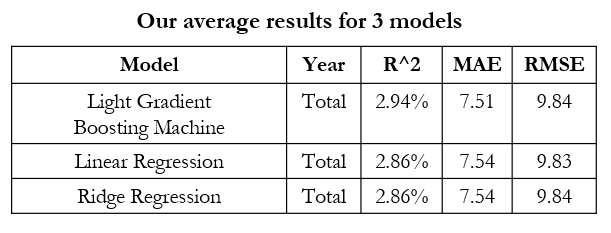 Our average results for 3 models
Model Year R^2 MAE RMSE
Light Gradient
Boosting Machine Total 2.94% 7.51 9.84
Linear Regression Total 2.86% 7.54 9.83
Ridge Regression Total 2.86% 7.54 9.84